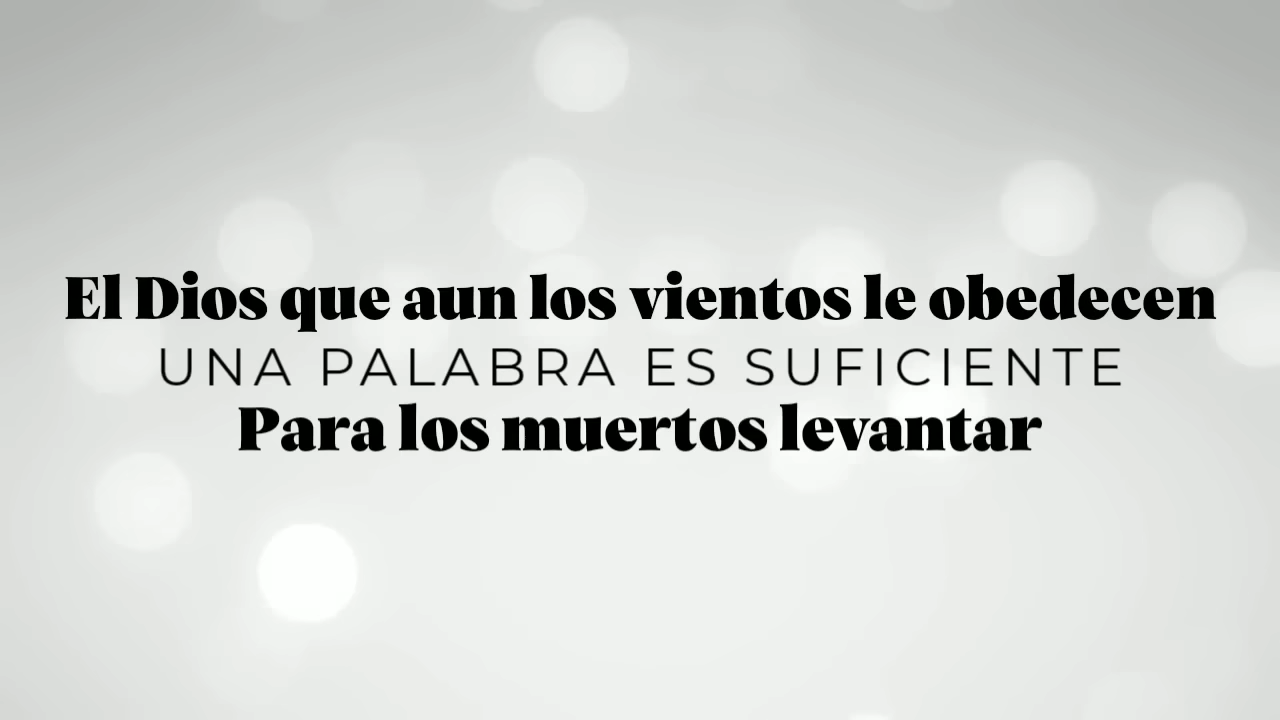 El Dios que aun los vientos le obedecen
UNA PALABRA ES SUFICIENTE
Para los muertos levantar